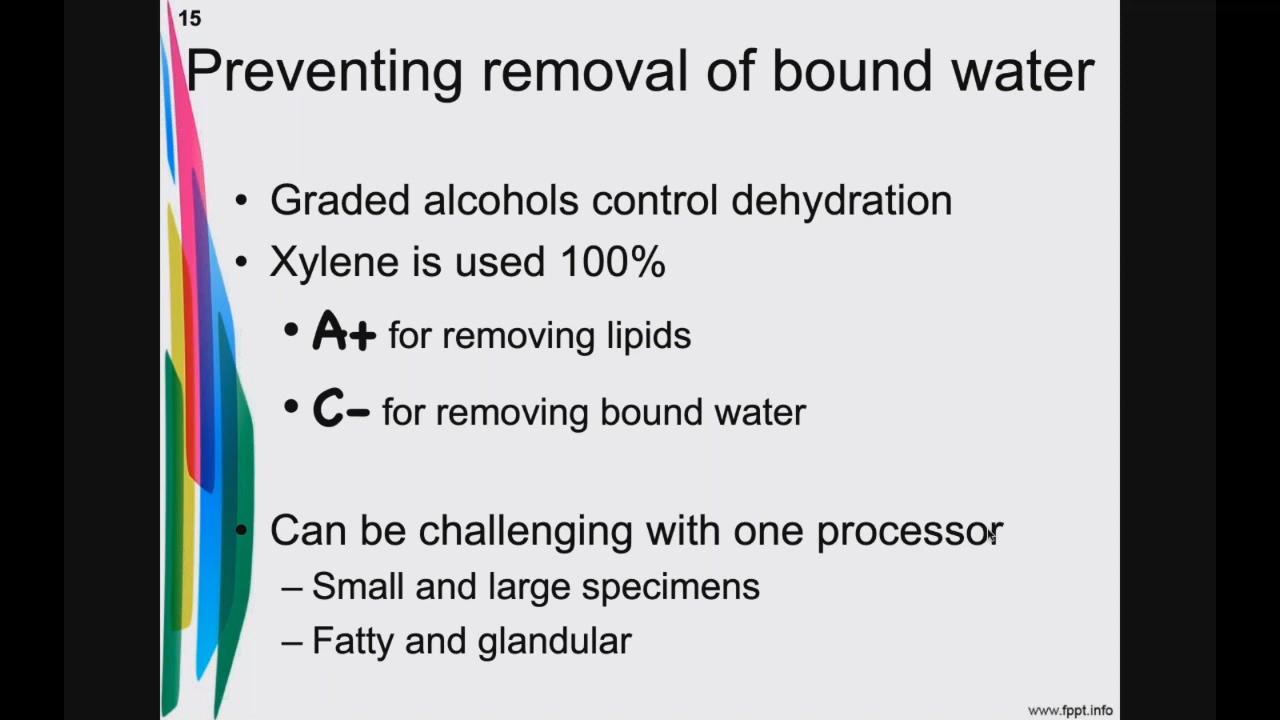 15
Preventing removal of bound water
• Graded alcohols control dehydration
• Xylene is used 100%
• A+ for removing lipids
• C- for removing bound water
• Can be challenging with one processor
– Small and large specimens
– Fatty and glandular
www.fppt.info